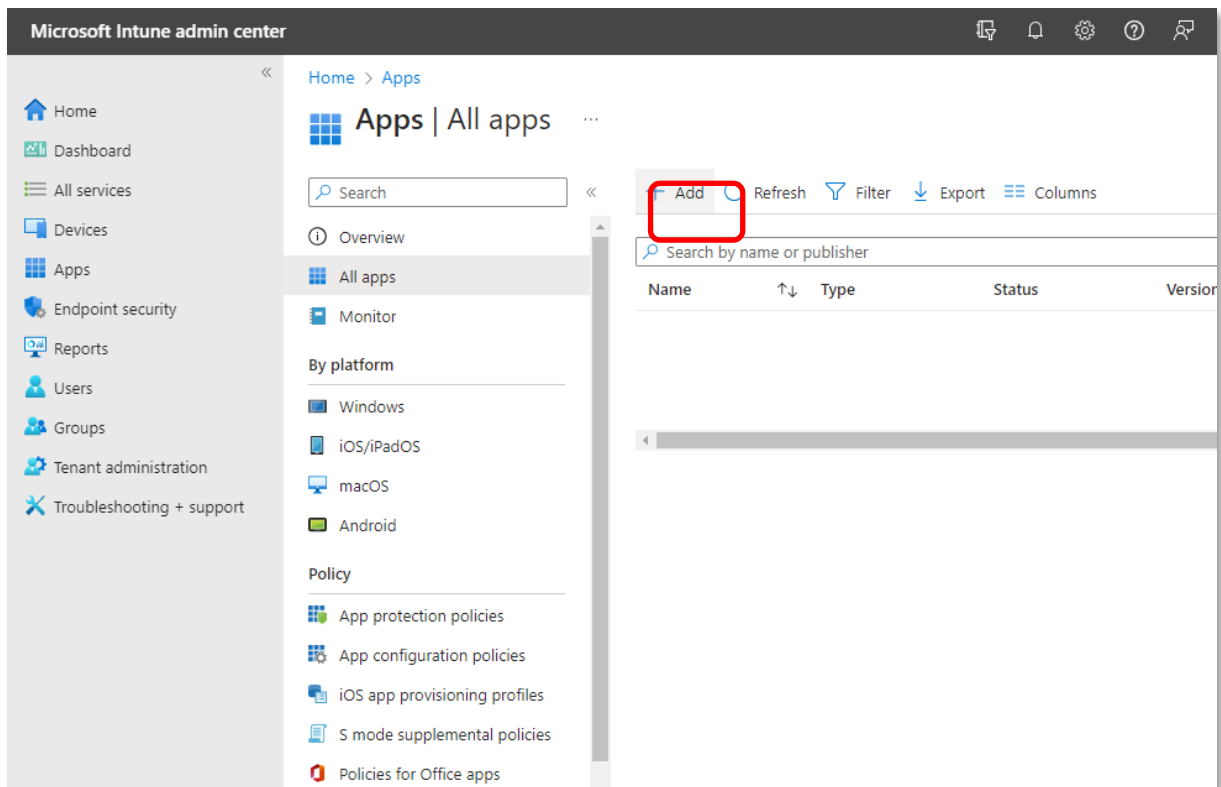 Microsoft Intune admin center
Home
Dashboard
All services
Devices
Apps
Endpoint security
Reports
Users
Groups
Tenant administration
Troubleshooting + support
Home > Apps
Apps | All apps
Search
Overview
All apps
Monitor
By platform
Windows
iOS/iPadOS
macOS
Android
Policy
App protection policies
App configuration policies
iOS app provisioning profiles
S mode supplemental policies
Policies for Office apps
Add Refresh Filter Export Columns
Search by name or publisher
Name Type Status Version